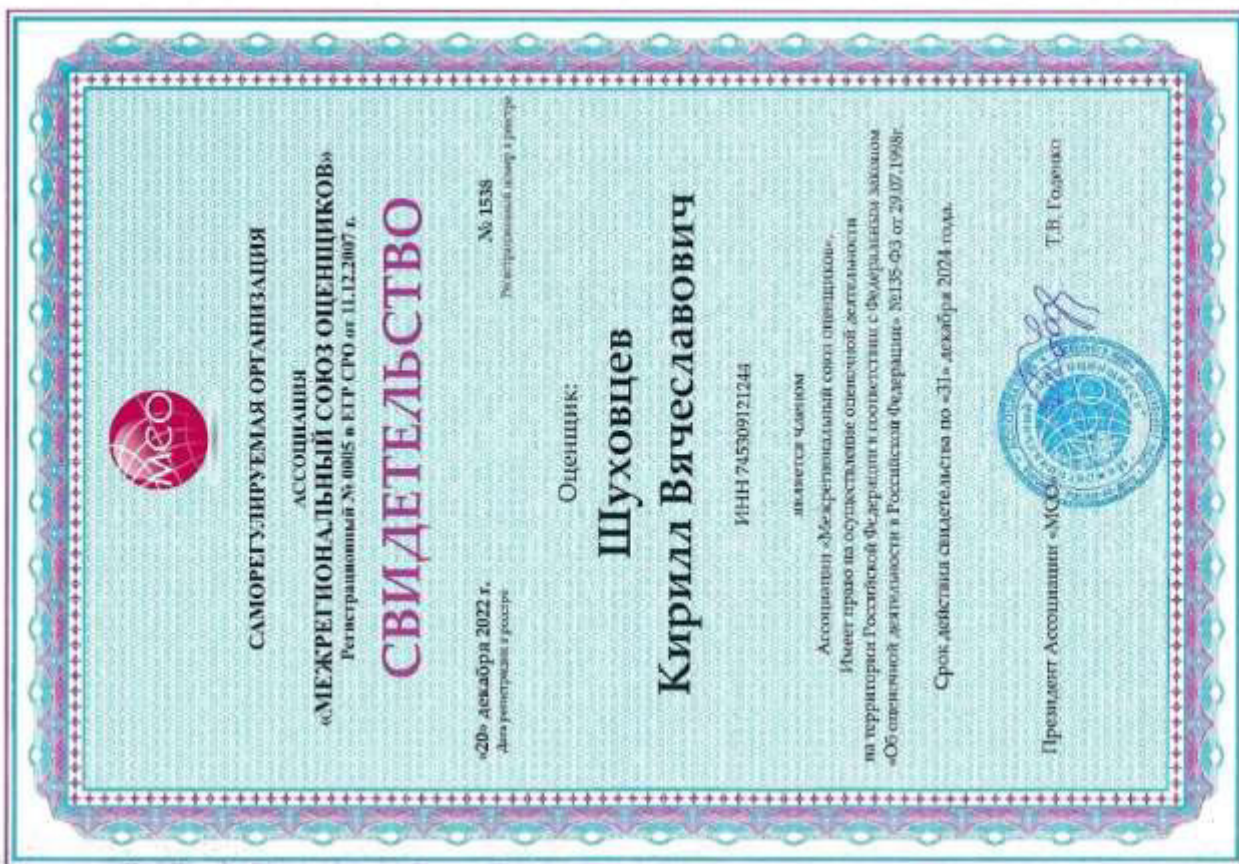 МСО
САМОРЕГУЛИРУЕМАЯ ОРГАНИЗАЦИЯ
АССОЦИАЦИЯ
«МЕЖРЕГИОНАЛЬНЫЙ СОЮЗ ОЦЕНЩИКОВ»
Регистрационный № 0005 в ЕГР СРО от 11.12.2007 г.
СВИДЕТЕЛЬСТВО
«20» декабря 2022 г. № 1538
Дата регистрации в реестре Регистрационный номер в реестре
Оценщик:
Шуховцев
Кирилл Вячеславович
ИНН 745309121244
является членом
Ассоциации «Межрегиональный союз оценщиков».
Имеет право на осуществление оценочной деятельности
на территории Российской Федерации в соответствии с Федеральным законом
«Об оценочной деятельности в Российской Федерации» №135-ФЗ от 29.07.1998г.
Срок действия свидетельства по «31» декабря 2024 года.
Президент Ассоциации «МСО» Т.В. Годенко